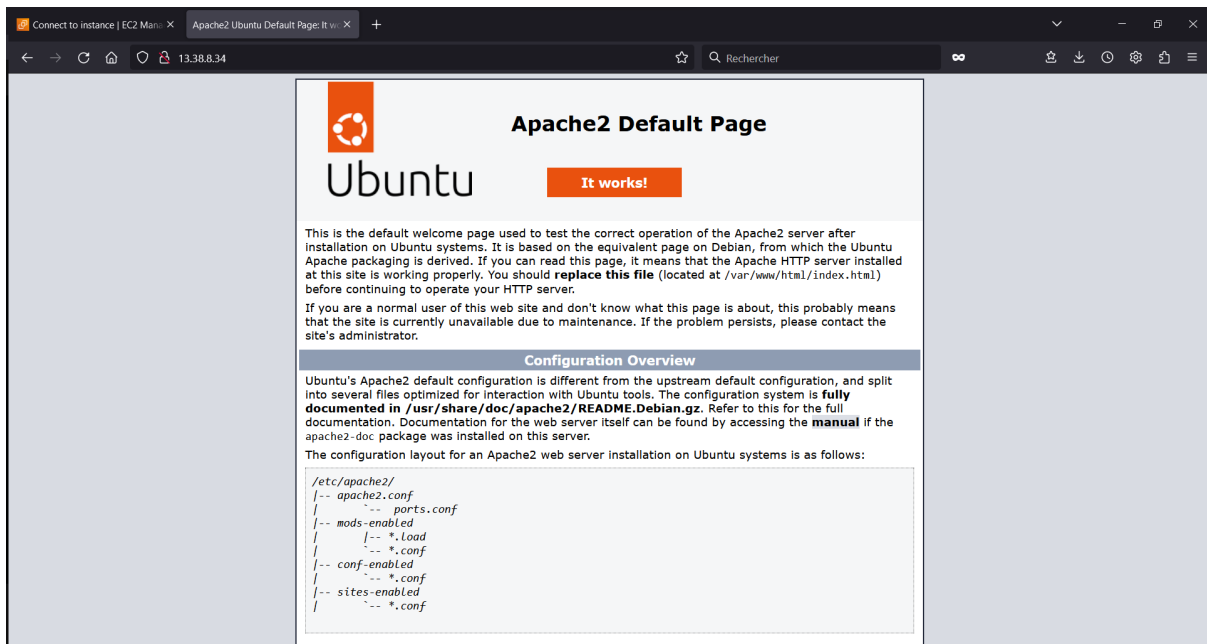 Connect to instance | EC2 Mana
Apache2 Ubuntu Default Page: It wo
13.38.8.34
Rechercher
Apache2 Default Page
Ubuntu
It works!
This is the default welcome page used to test the correct operation of the Apache2 server after
installation on Ubuntu systems. It is based on the equivalent page on Debian, from which the Ubuntu
Apache packaging is derived. If you can read this page, it means that the Apache HTTP server installed
at this site is working properly. You should replace this file (located at /var/www/html/index.html)
before continuing to operate your HTTP server.
If you are a normal user of this web site and don't know what this page is about, this probably means
that the site is currently unavailable due to maintenance. If the problem persists, please contact the
site's administrator.
Configuration Overview
Ubuntu's Apache2 default configuration is different from the upstream default configuration, and split
into several files optimized for interaction with Ubuntu tools. The configuration system is fully
documented in /usr/share/doc/apache2/README.Debian.gz. Refer to this for the full
documentation. Documentation for the web server itself can be found by accessing the manual if the
apache2-doc package was installed on this server.
The configuration layout for an Apache2 web server installation on Ubuntu systems is as follows:
/etc/apache2/
|-- apache2.conf
|       `--  ports.conf
|-- mods-enabled
|       |-- *.load
|       `-- *.conf
|-- conf-enabled
|       `-- *.conf
|-- sites-enabled
|       `-- *.conf